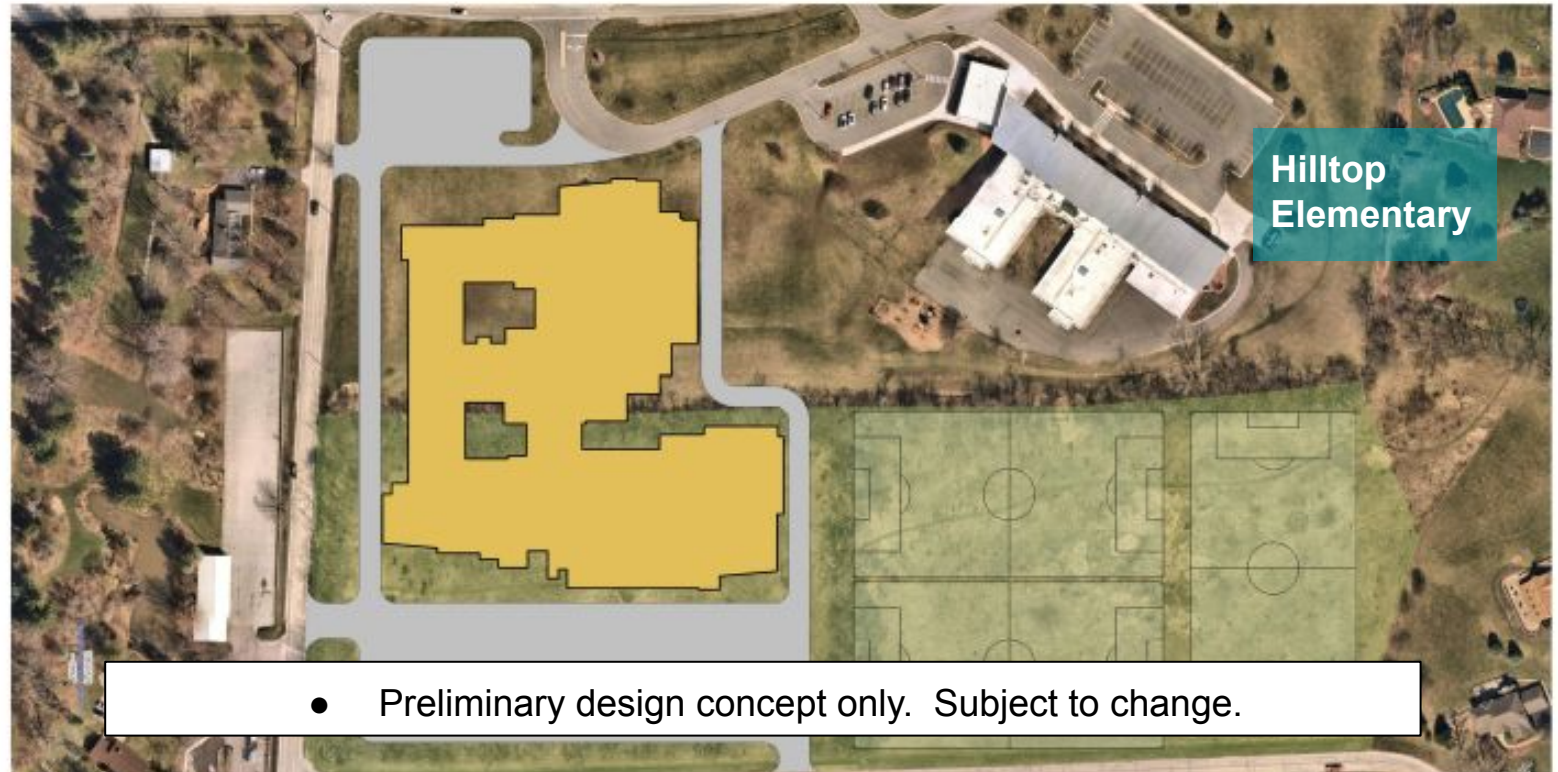 Hilltop
Elementary
● Preliminary design concept only.  Subject to change.